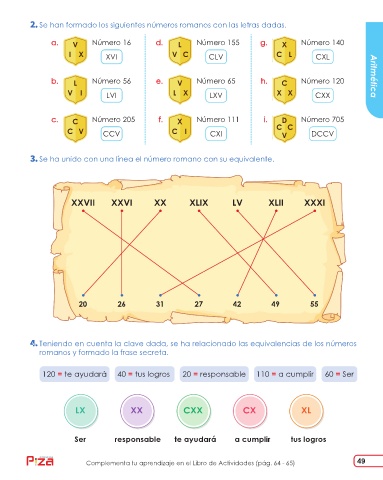 2. Se han formado los siguientes números romanos con las letras dadas.
a. V I X Número 16 XVI
d. L V C Número 155 CLV
g. X C L Número 140 CXL
b. L V I Número 56 LVI
e. V L X Número 65 LXV
h. C X X Número 120 CXX
c. C C V Número 205 CCV
f. X C I Número 111 CXI
i. D C C V Número 705 DCCV
Aritmética
3. Se ha unido con una línea el número romano con su equivalente.
XXVII XXVI XX XLIX LV XLII XXXI
20 26 31 27 42 49 55
4. Teniendo en cuenta la clave dada, se ha relacionado las equivalencias de los números
romanos y formado la frase secreta.
120 = te ayudará 40 = tus logros 20 = responsable 110 = a cumplir 60 = Ser
LX XX CXX CX XL
Ser responsable te ayudará a cumplir tus logros
Complementa tu aprendizaje en el Libro de Actividades (pág. 64 - 65)
49